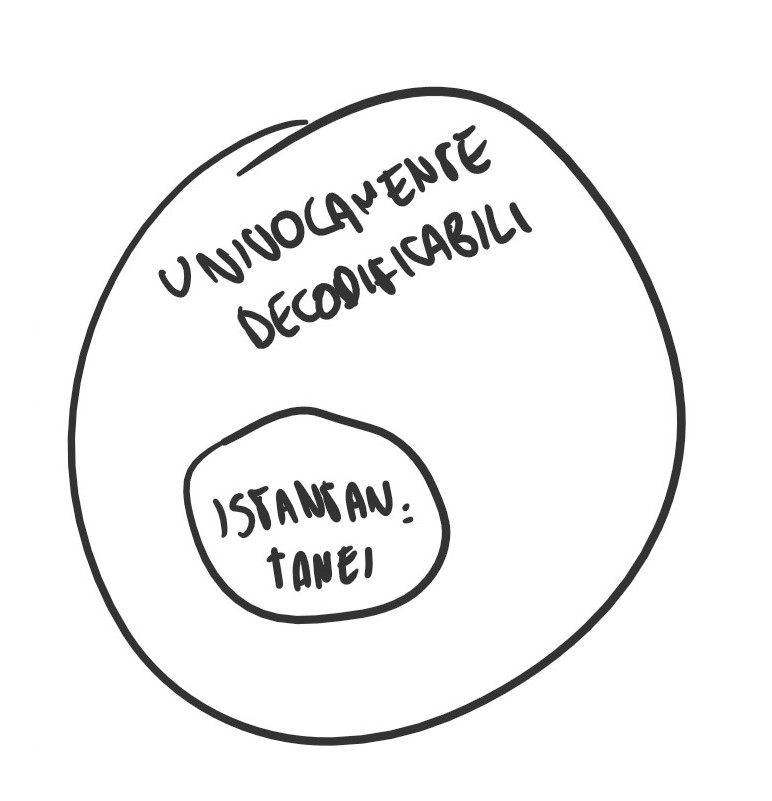 UNIVOCAMENTE
DECODIFICABILI
ISTANTAN:
TANEI